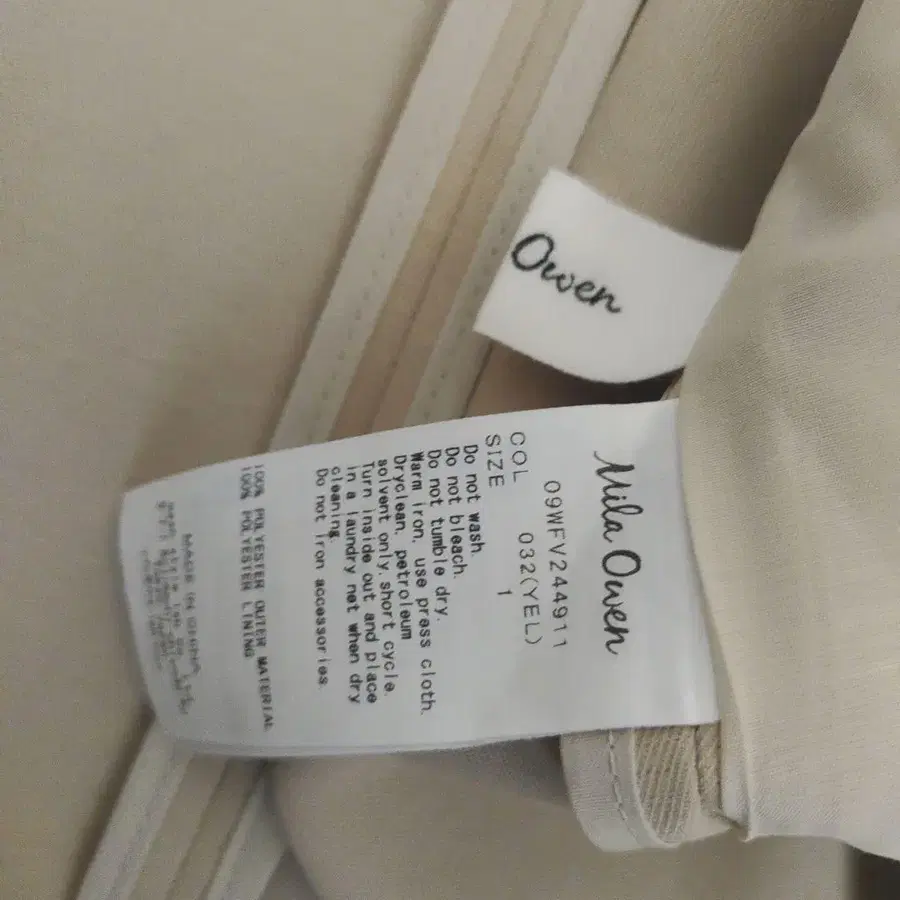 Owen
Mila Owen
09WFV244911
COL 032(YEL)
SIZE 1
Do not wash.
Do not bleach.
Do not tumble dry.
Warm iron, use press cloth.
Dryclean, petroleum
solvent only, short cycle.
Turn inside out and place
in a laundry net when dry
cleaning.
Do not iron accessories.
100% POLYESTER OUTER MATERIAL
100% POLYESTER LINING
MADE IN